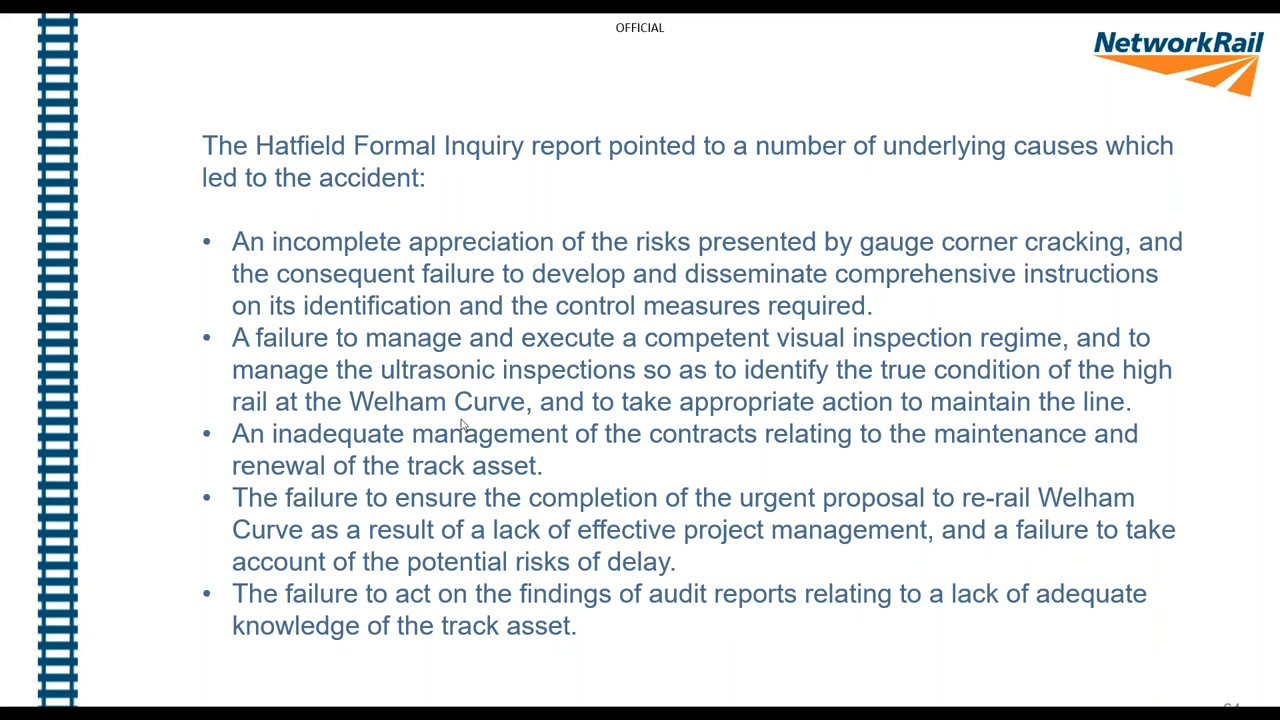 OFFICIAL
NetworkRail
The Hatfield Formal Inquiry report pointed to a number of underlying causes which
led to the accident:
• An incomplete appreciation of the risks presented by gauge corner cracking, and
the consequent failure to develop and disseminate comprehensive instructions
on its identification and the control measures required.
• A failure to manage and execute a competent visual inspection regime, and to
manage the ultrasonic inspections so as to identify the true condition of the high
rail at the Welham Curve, and to take appropriate action to maintain the line.
• An inadequate management of the contracts relating to the maintenance and
renewal of the track asset.
• The failure to ensure the completion of the urgent proposal to re-rail Welham
Curve as a result of a lack of effective project management, and a failure to take
account of the potential risks of delay.
• The failure to act on the findings of audit reports relating to a lack of adequate
knowledge of the track asset.